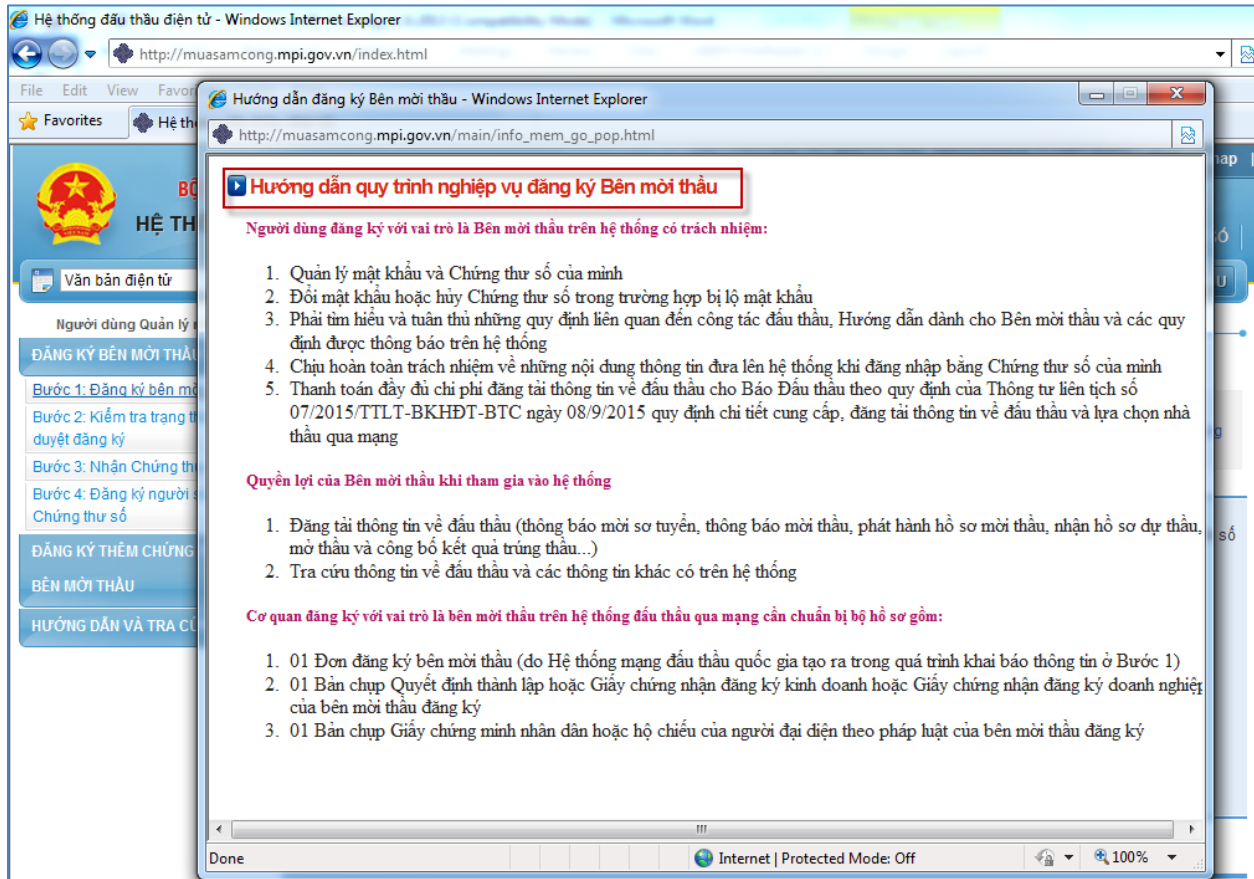 Hệ thống đấu thầu điện tử - Windows Internet Explorer
http://muasamcong.mpi.gov.vn/index.html
File Edit View
Favorites
Hướng dẫn đăng ký Bên mời thầu - Windows Internet Explorer
http://muasamcong.mpi.gov.vn/main/info_mem_go_pop.html
HỆ
Văn bản điện tử
Người dùng Quản lý
ĐĂNG KÝ BÊN MỜI THẦU
Bước 1: Đăng ký bên
Bước 2: Kiểm tra trạng
duyệt đăng ký
Bước 3: Nhận Chứng
Bước 4: Đăng ký người
Chứng thư số
ĐĂNG KÝ THÊM CHỨNG
BÊN MỜI THẦU
HƯỚNG DẪN VÀ TRA
số
Hướng dẫn quy trình nghiệp vụ đăng ký Bên mời thầu
Người dùng đăng ký với vai trò là Bên mời thầu trên hệ thống có trách nhiệm:
1. Quản lý mật khẩu và Chứng thư số của mình
2. Đổi mật khẩu hoặc hủy Chứng thư số trong trường hợp bị lộ mật khẩu
3. Phải tìm hiểu và tuân thủ những quy định liên quan đến công tác đấu thầu, Hướng dẫn dành cho Bên mời thầu và các quy
định được thông báo trên hệ thống
4. Chịu hoàn toàn trách nhiệm về những nội dung thông tin đưa lên hệ thống khi đăng nhập bằng Chứng thư số của mình
5. Thanh toán đầy đủ chi phí đăng tải thông tin về đấu thầu cho Báo Đấu thầu theo quy định của Thông tư liên tịch số
07/2015/TTLT-BKHĐT-BTC ngày 08/9/2015 quy định chi tiết cung cấp, đăng tải thông tin về đấu thầu và lựa chọn nhà
thầu qua mạng
Quyền lợi của Bên mời thầu khi tham gia vào hệ thống
1. Đăng tải thông tin về đấu thầu (thông báo mời sơ tuyển, thông báo mời thầu, phát hành hồ sơ mời thầu, nhận hồ sơ dự thầu,
mở thầu và công bố kết quả trúng thầu...)
2. Tra cứu thông tin về đấu thầu và các thông tin khác có trên hệ thống
Cơ quan đăng ký với vai trò là bên mời thầu trên hệ thống đấu thầu qua mạng cần chuẩn bị bộ hồ sơ gồm:
1. 01 Đơn đăng ký bên mời thầu (do Hệ thống mạng đấu thầu quốc gia tạo ra trong quá trình khai báo thông tin ở Bước 1)
2. 01 Bản chụp Quyết định thành lập hoặc Giấy chứng nhận đăng ký kinh doanh hoặc Giấy chứng nhận đăng ký doanh nghiệp
của bên mời thầu đăng ký
3. 01 Bản chụp Giấy chứng minh nhân dân hoặc hộ chiếu của người đại diện theo pháp luật của bên mời thầu đăng ký
Done
Internet | Protected Mode: Off
100%